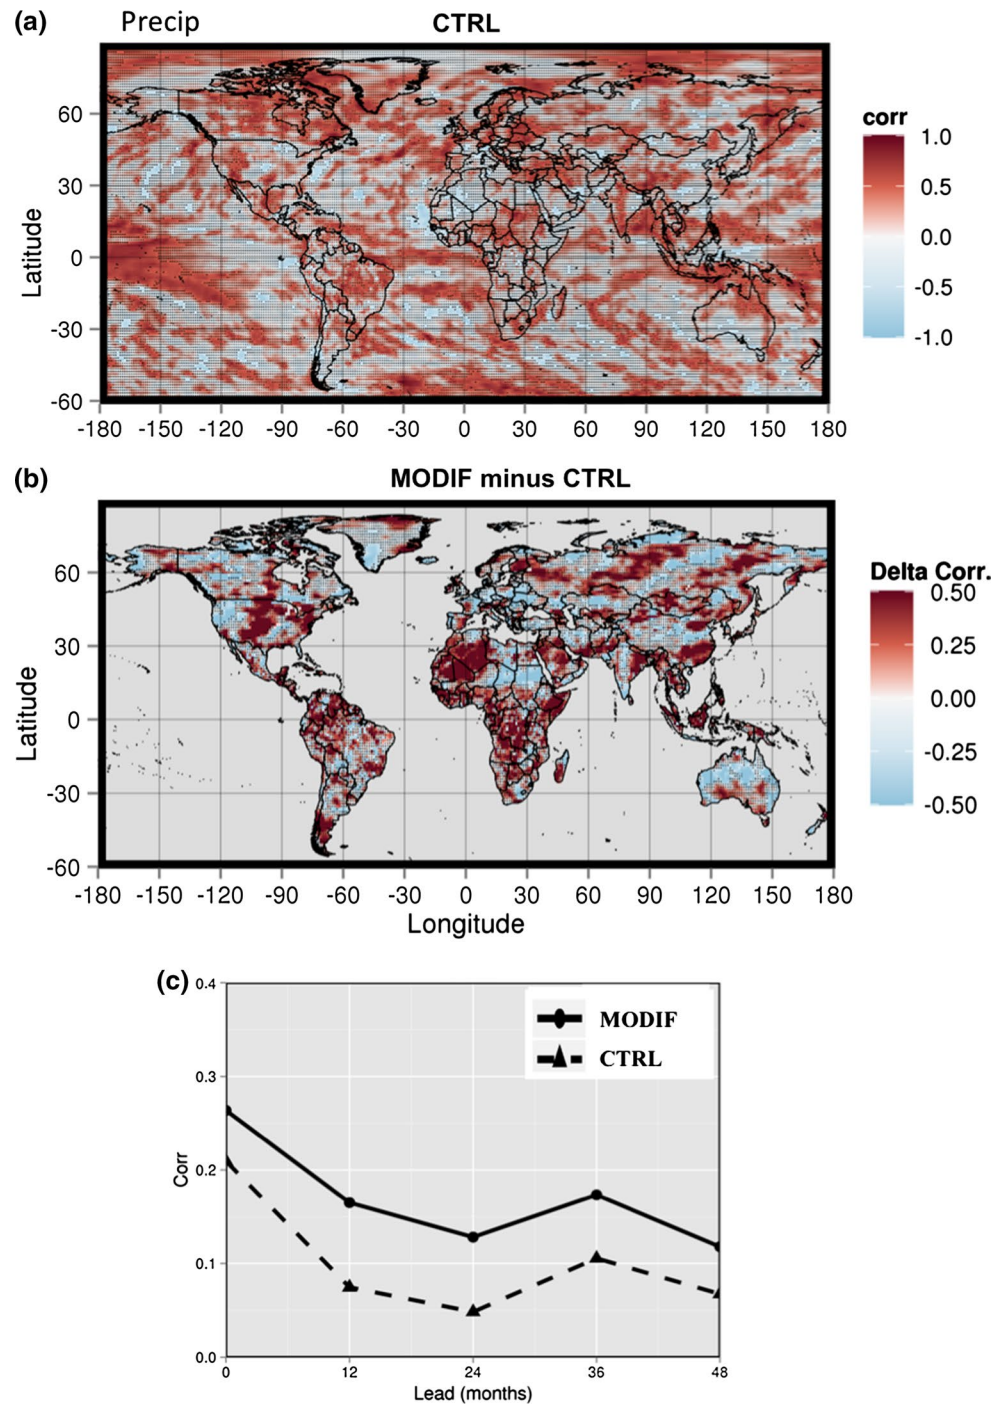 (a) Precip CTRL
corr
1.0
0.5
0.0
-0.5
-1.0
Latitude
60
30
0
-30
-60
-180 -150 -120 -90 -60 -30 0 30 60 90 120 150 180
(b) MODIF minus CTRL
Delta Corr.
0.50
0.25
0.00
-0.25
-0.50
Latitude
60
30
0
-30
-60
-180 -150 -120 -90 -60 -30 0 30 60 90 120 150 180
Longitude
(c)
MODIF
CTRL
Corr
0.4
0.3
0.2
0.1
0.0
0 12 24 36 48
Lead (months)